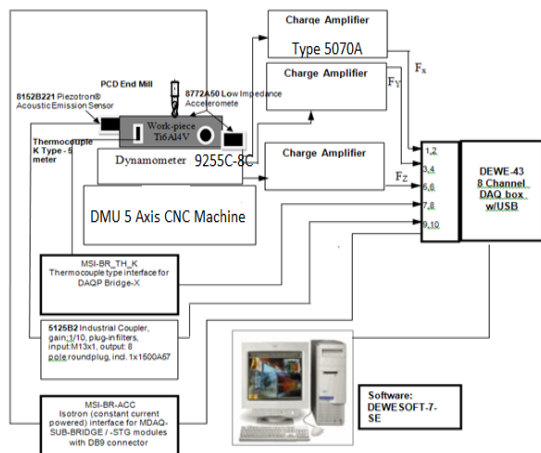 Charge Amplifier
Type 5070A
Charge Amplifier
Charge Amplifier
Fx
FY
FZ
PCD End Mill
8152B221 Piezotron®
Acoustic Emission Sensor
8772A50 Low Impedance
Acceleromete
Thermocouple
K Type - 5
meter
Work-piece
Ti6Al4V
Dynamometer 9255C-8C
DMU 5 Axis CNC Machine
1,2
3,4
5,6
7,8
9,10
DEWE-43
8 Channel
DAQ box
w/USB
MSI-BR_TH_K
Thermocouple type interface for
DAQP Bridge-X
5125B2 Industrial Coupler,
gain;1/10, plug-in filters,
input:M13x1, output: 8
pole roundplug, incl. 1x1500A57
MSI-BR-ACC
Isotron (constant current
powered) interface for MDAQ-
SUB-BRIDGE / -STG modules
with DB9 connector
Software:
DEWESOFT-7-
SE